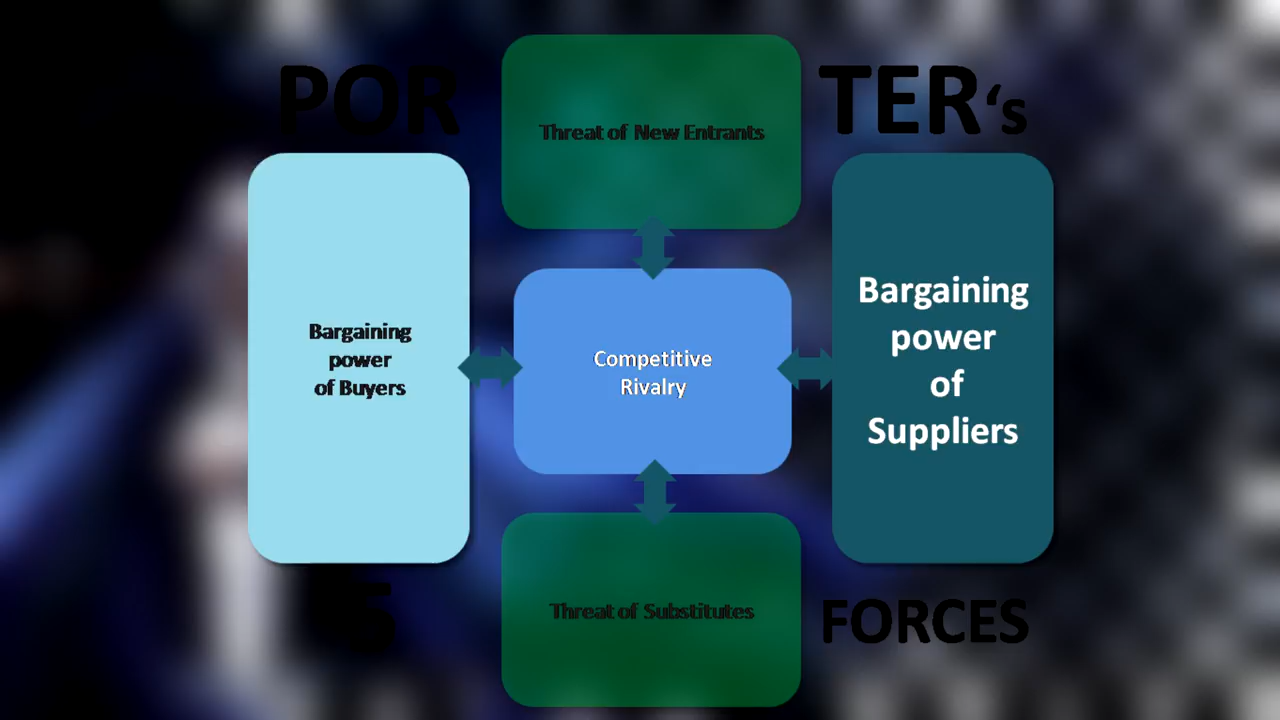 POR
TER‘s
Threat of New Entrants
Bargaining
power
of Buyers
Competitive
Rivalry
Bargaining
power
of
Suppliers
Threat of Substitutes
5
FORCES